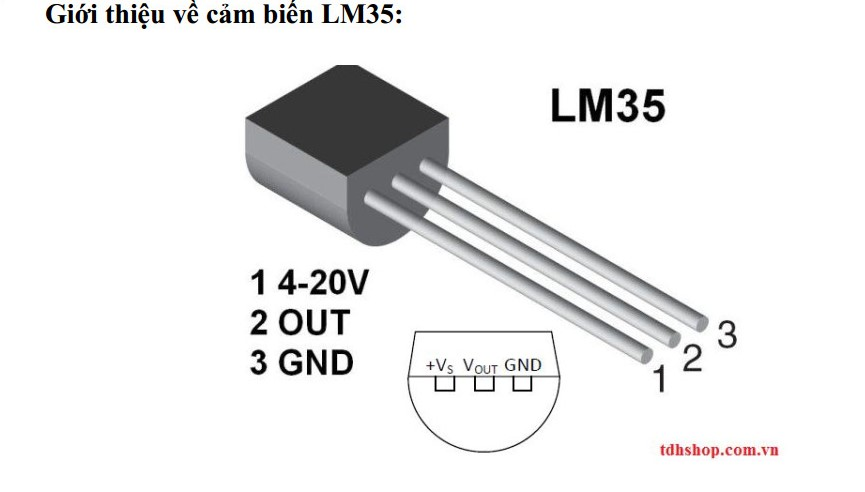 Giới thiệu về cảm biến LM35:
LM35
1 4-20V
2 OUT
3 GND
+VS VOUT GND
1
2
3
tdhshop.com.vn